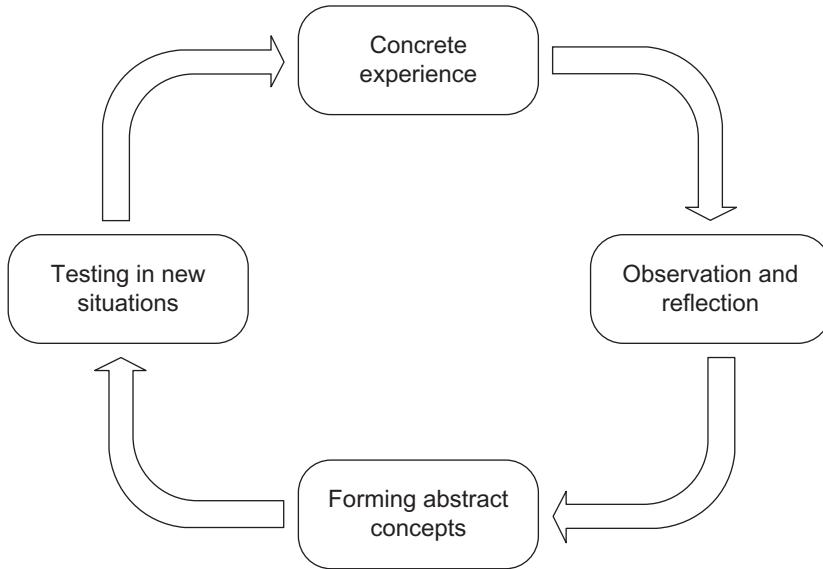 Concrete
experience
Testing in new
situations
Observation and
reflection
Forming abstract
concepts